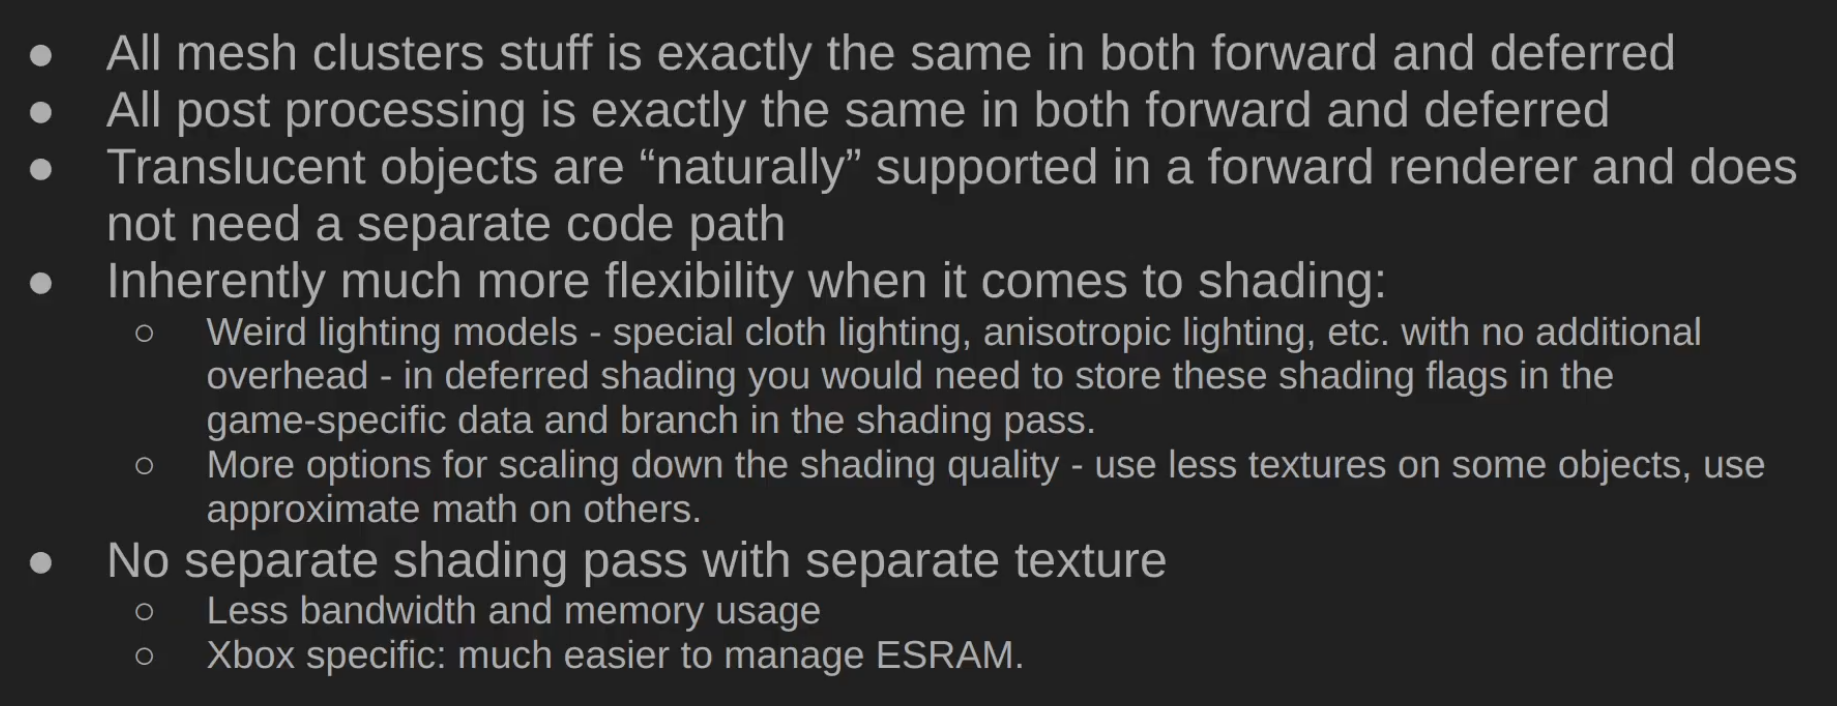 ● All mesh clusters stuff is exactly the same in both forward and deferred
● All post processing is exactly the same in both forward and deferred
● Translucent objects are “naturally” supported in a forward renderer and does
not need a separate code path
● Inherently much more flexibility when it comes to shading:
○ Weird lighting models - special cloth lighting, anisotropic lighting, etc. with no additional
overhead - in deferred shading you would need to store these shading flags in the
game-specific data and branch in the shading pass.
○ More options for scaling down the shading quality - use less textures on some objects, use
approximate math on others.
● No separate shading pass with separate texture
○ Less bandwidth and memory usage
○ Xbox specific: much easier to manage ESRAM.